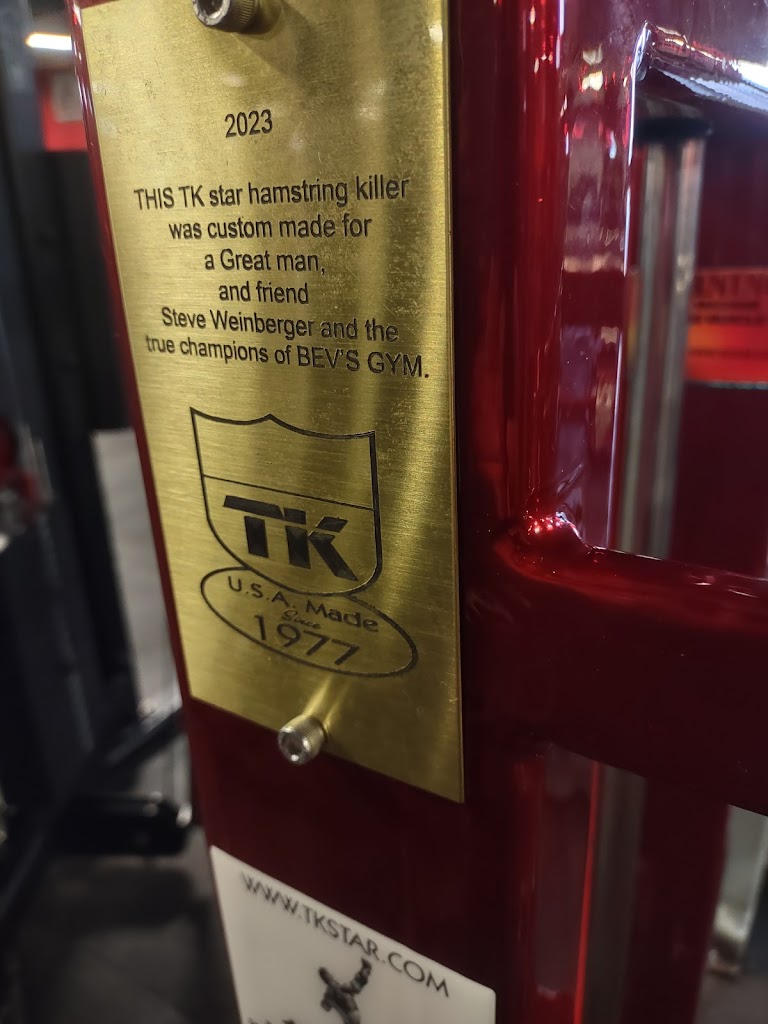 2023
THIS TK star hamstring killer
was custom made for
a Great man,
and friend
Steve Weinberger and the
true champions of BEV'S GYM.
TK
U.S.A. Made
Since
1977
WWW.TKSTAR.COM